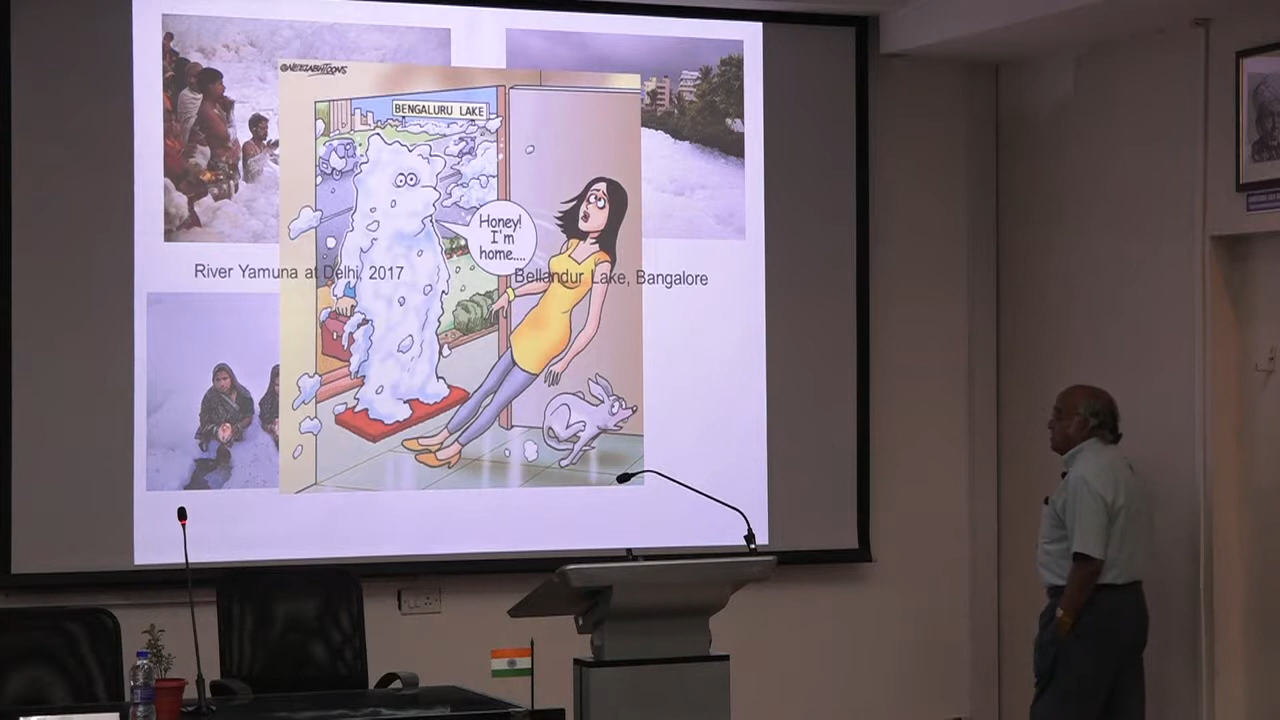 @NEELABHTOONS
BENGALURU LAKE
Honey!
I'm
home....
River Yamuna at Delhi, 2017
Bellandur Lake, Bangalore